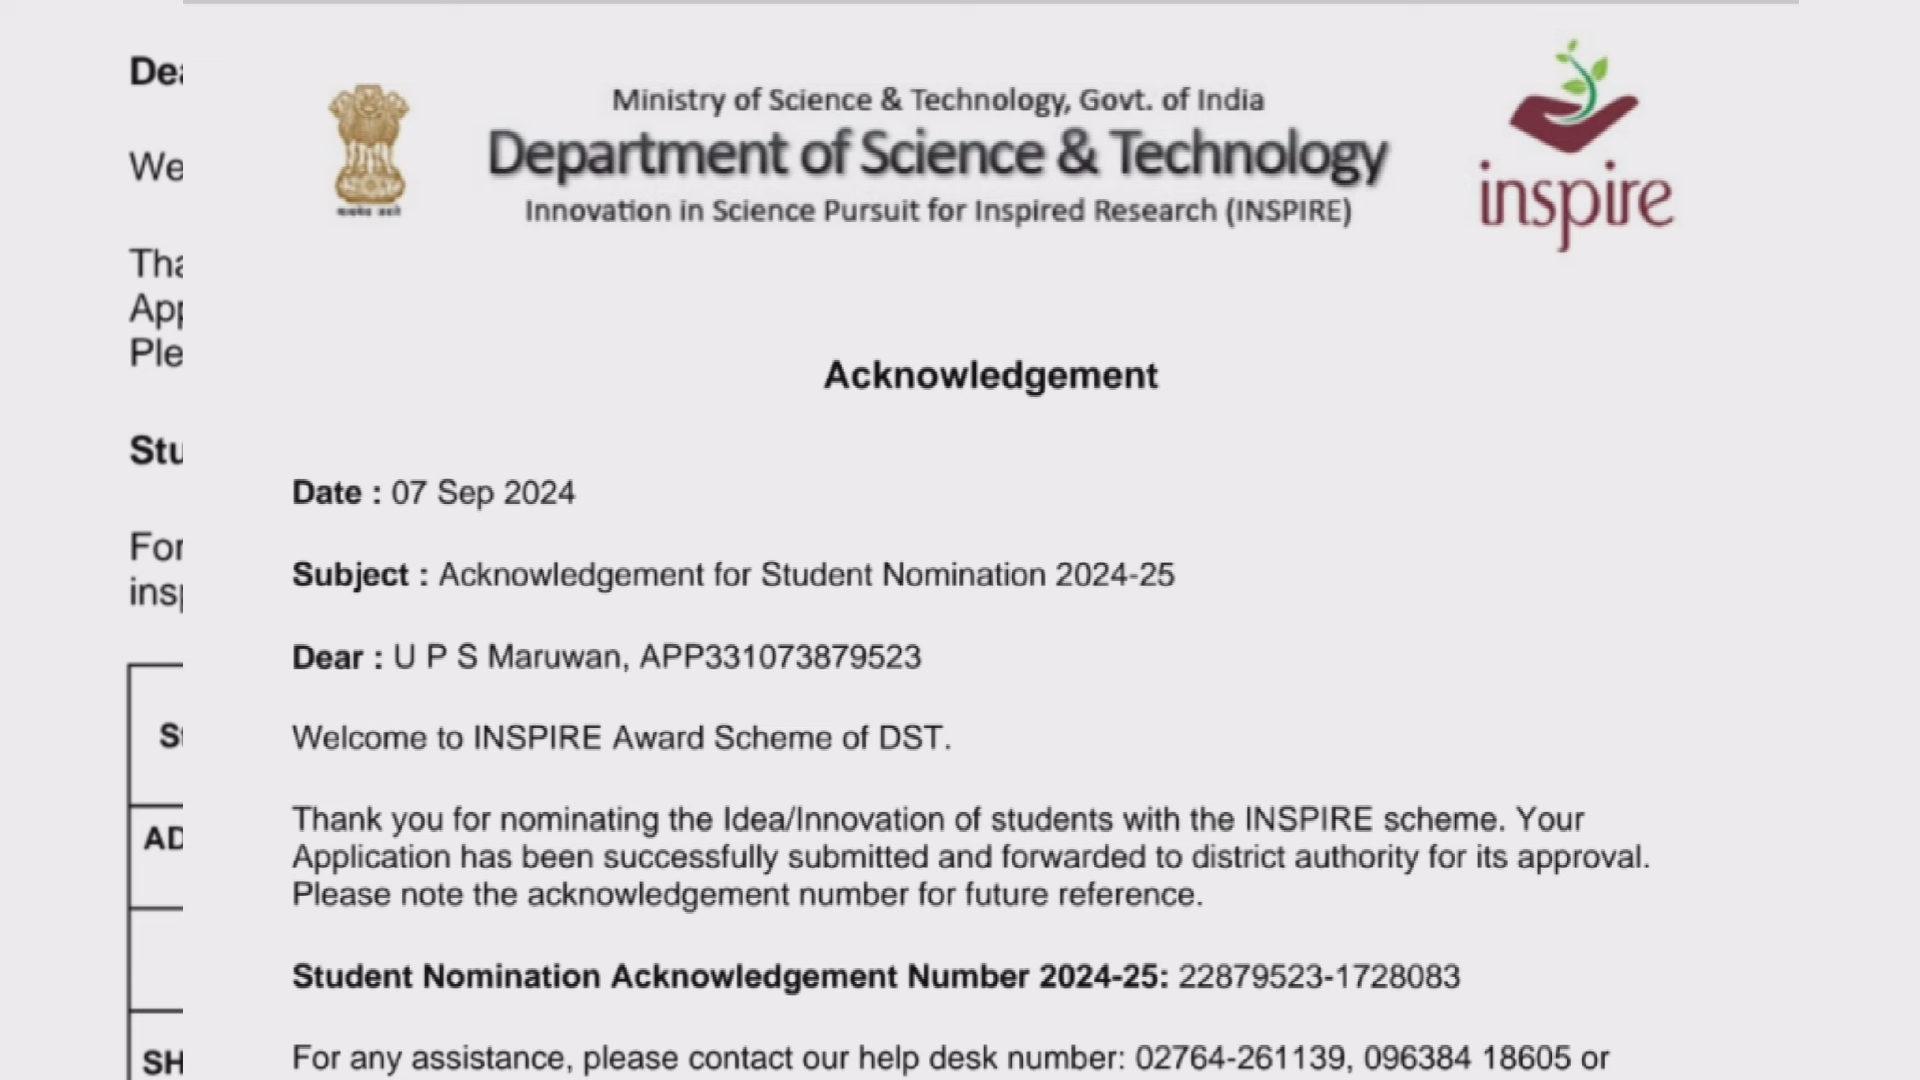 Ministry of Science & Technology, Govt. of India
Department of Science & Technology
Innovation in Science Pursuit for Inspired Research (INSPIRE)
inspire
Acknowledgement
Date : 07 Sep 2024
Subject : Acknowledgement for Student Nomination 2024-25
Dear : U P S Maruwan, APP331073879523
Welcome to INSPIRE Award Scheme of DST.
Thank you for nominating the Idea/Innovation of students with the INSPIRE scheme. Your
Application has been successfully submitted and forwarded to district authority for its approval.
Please note the acknowledgement number for future reference.
Student Nomination Acknowledgement Number 2024-25: 22879523-1728083
For any assistance, please contact our help desk number: 02764-261139, 096384 18605 or
We
For